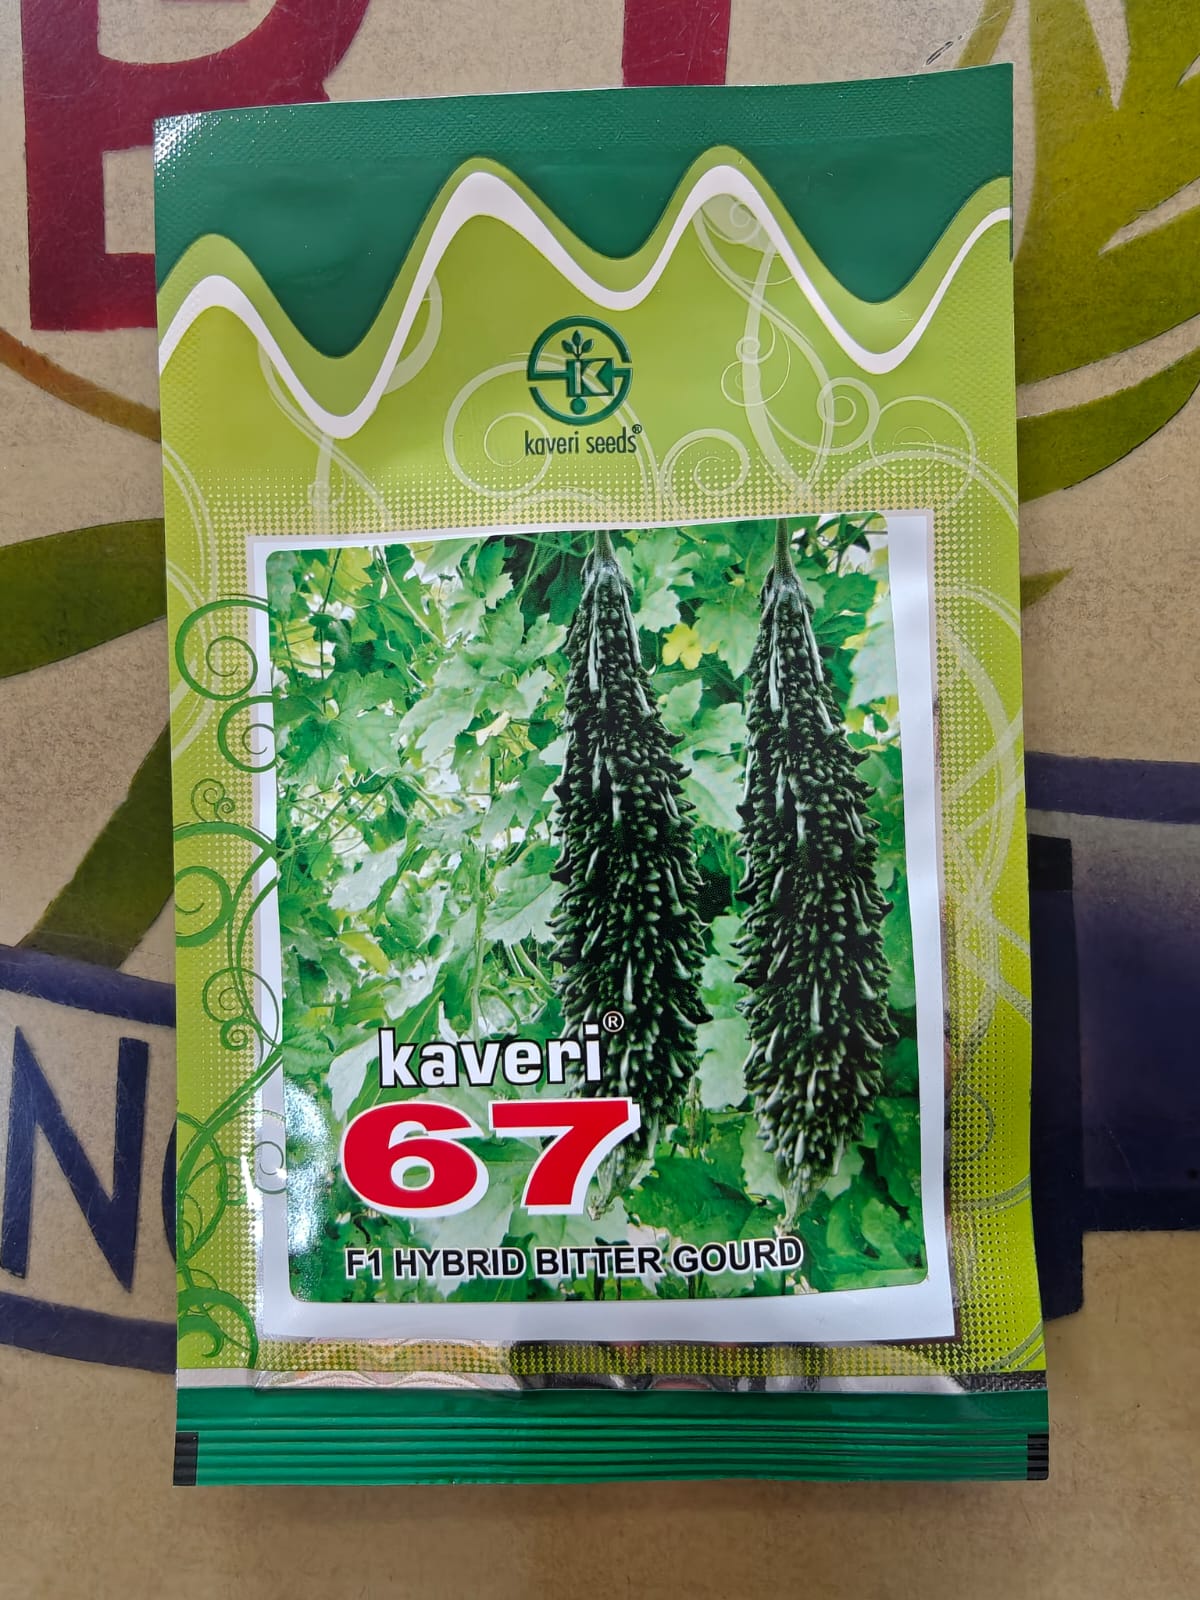 K
kaveri seeds®
kaveri®
67
F1 HYBRID BITTER GOURD
N